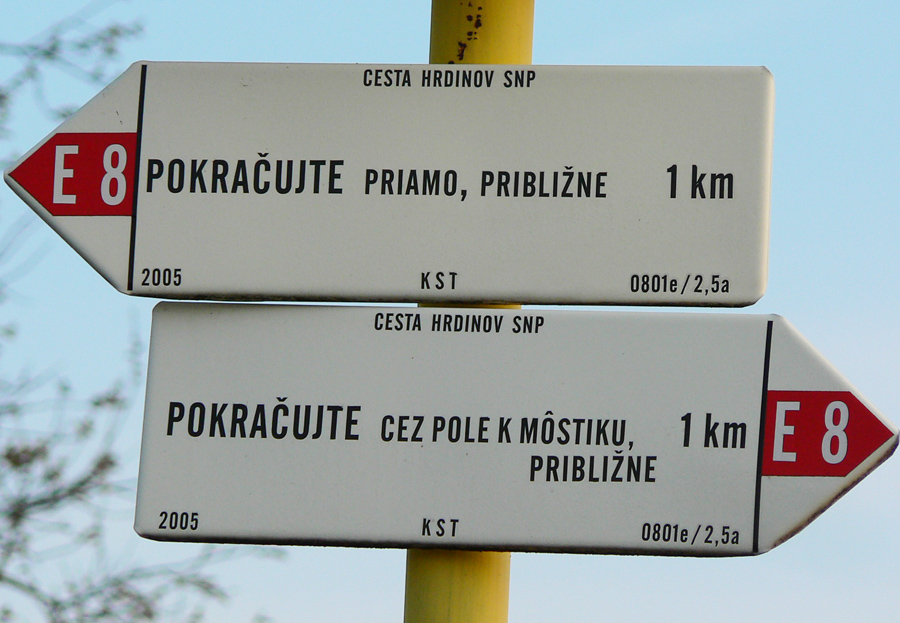 CESTA HRDINOV SNP
E 8 POKRAČUJTE PRIAMO, PRIBLIŽNE 1 km
2005 KST 0801e/2,5a
CESTA HRDINOV SNP
POKRAČUJTE CEZ POLE K MÔSTIKU, 1 km E 8
PRIBLIŽNE
2005 KST 0801e/2,5a